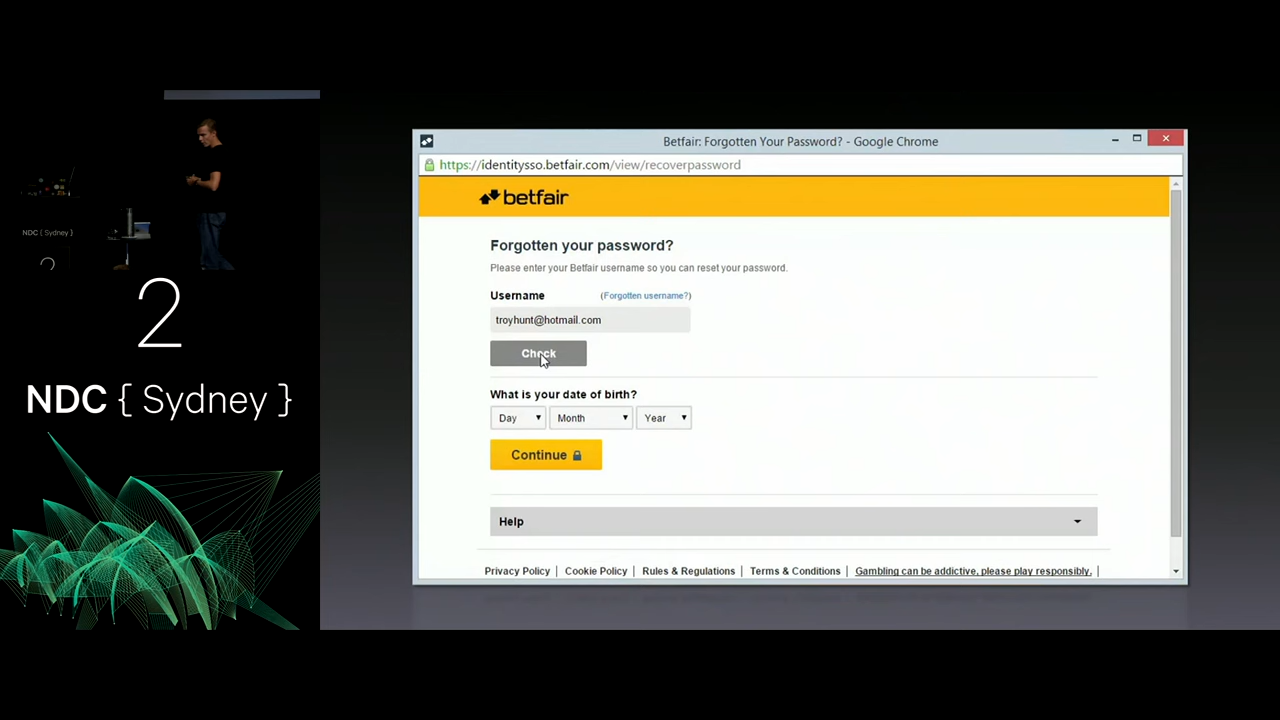 NDC { Sydney }
2
NDC { Sydney }
Betfair: Forgotten Your Password? - Google Chrome
https://identitysso.betfair.com/view/recoverpassword
betfair
Forgotten your password?
Please enter your Betfair username so you can reset your password.
Username (Forgotten username?)
troyhunt@hotmail.com
Check
What is your date of birth?
Day Month Year
Continue
Help
Privacy Policy | Cookie Policy | Rules & Regulations | Terms & Conditions | Gambling can be addictive, please play responsibly. |